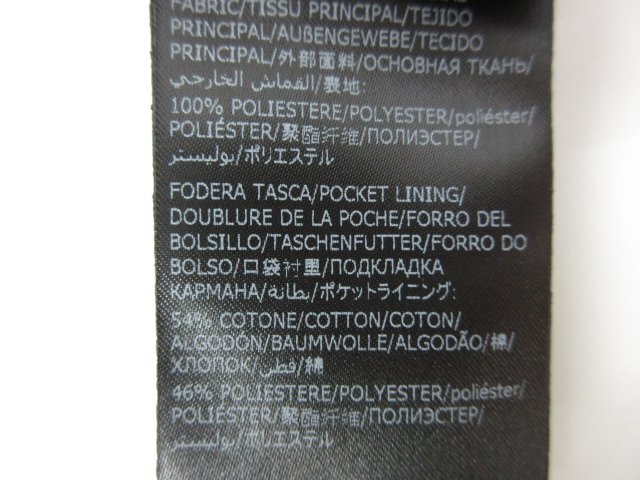 FABRIC/TISSU PRINCIPAL/TEJIDO
PRINCIPAL/AUßENGEWEBE/TECIDO
PRINCIPAL/外部面料/ОСНОВНАЯ ТКАНЬ/
القماش الخارجي/表地:
100% POLIESTERE/POLYESTER/poliéster/
POLIÉSTER/聚酯纤维/ПОЛИЭСТЕР/
بوليستر/ポリエステル
FODERA TASCA/POCKET LINING/
DOUBLURE DE LA POCHE/FORRO DEL
BOLSILLO/TASCHENFUTTER/FORRO DO
BOLSO/口袋衬里/ПОДКЛАДКА
КАРМАНА/بطانة/ポケットライニング:
54% COTONE/COTTON/COTON/
ALGODÓN/BAUMWOLLE/ALGODÃO/棉/
ХЛОПОК/قطن/綿
46% POLIESTERE/POLYESTER/poliéster/
POLIÉSTER/聚酯纤维/ПОЛИЭСТЕР/
بوليستر/ポリエステル